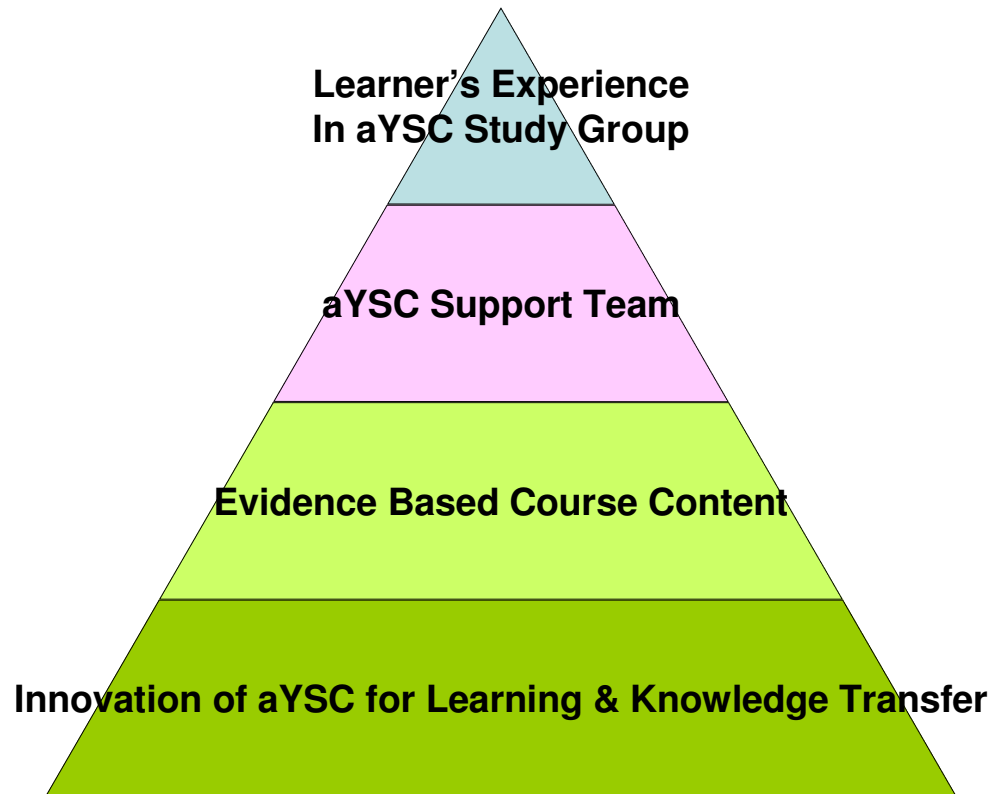 Learner’s Experience
In aYSC Study Group
aYSC Support Team
Evidence Based Course Content
Innovation of aYSC for Learning & Knowledge Transfer